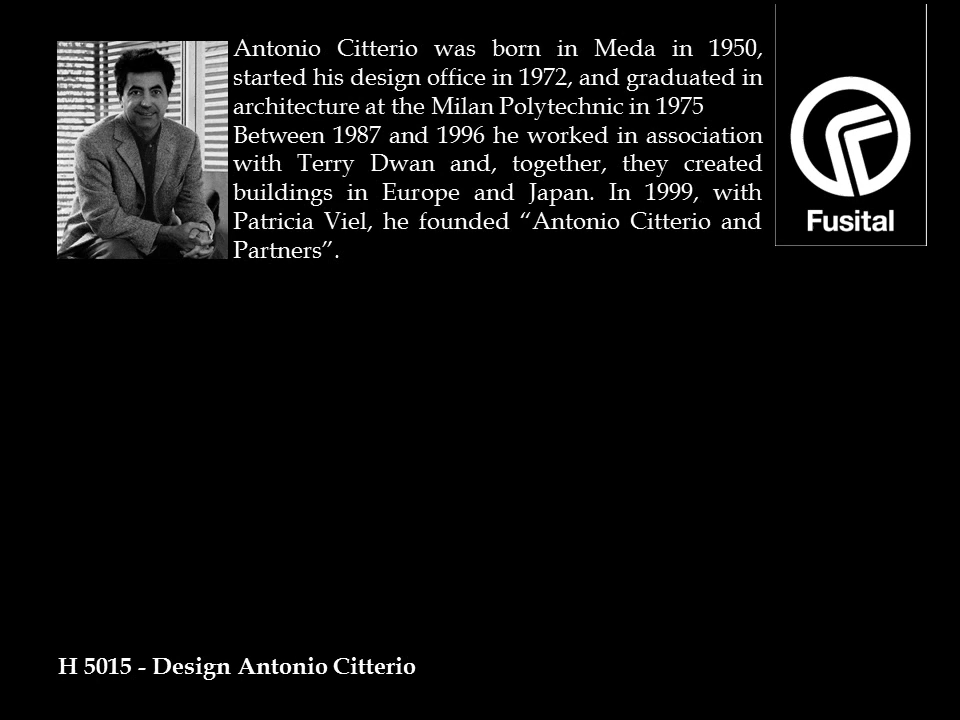 Antonio Citterio was born in Meda in 1950,
started his design office in 1972, and graduated in
architecture at the Milan Polytechnic in 1975
Between 1987 and 1996 he worked in association
with Terry Dwan and, together, they created
buildings in Europe and Japan. In 1999, with
Patricia Viel, he founded “Antonio Citterio and
Partners”.
Fusital
H 5015 - Design Antonio Citterio